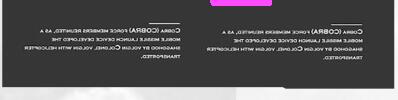 COBRA (COBRA) FORCE MEMBERS REUNITED, AS A
MOBILE MISSILE LAUNCH DEVICE DEVELOPED THE
SHAGOHOD BY VOLGIN COLONEL VOLGIN WITH HELICOPTER
TRANSPORTED.
COBRA (COBRA) FORCE MEMBERS REUNITED, AS A
MOBILE MISSILE LAUNCH DEVICE DEVELOPED THE
SHAGOHOD BY VOLGIN COLONEL VOLGIN WITH HELICOPTER
TRANSPORTED.